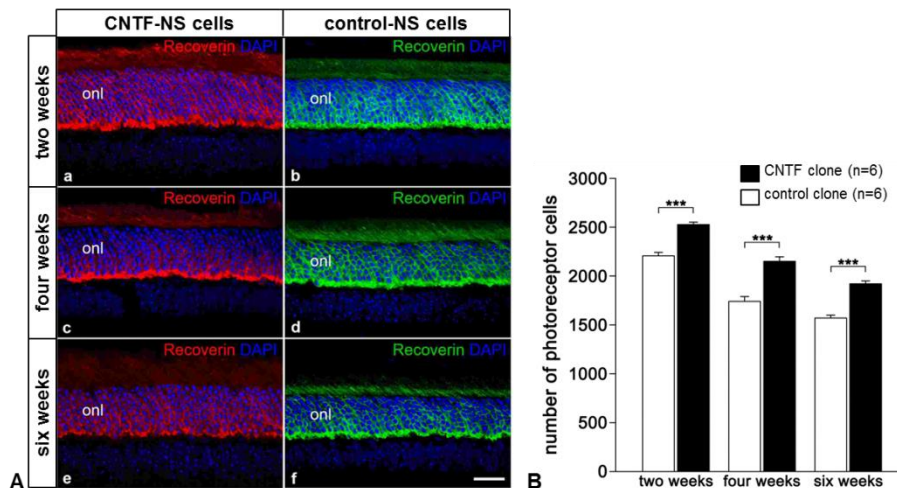 CNTF-NS cells
control-NS cells
two weeks
Recoverin DAPI
onl
a
Recoverin DAPI
onl
b
four weeks
Recoverin DAPI
onl
c
Recoverin DAPI
onl
d
six weeks
Recoverin DAPI
onl
e
Recoverin DAPI
onl
f
A
CNTF clone (n=6)
control clone (n=6)
number of photoreceptor cells
3000
2500
2000
1500
1000
500
0
***
***
***
two weeks
four weeks
six weeks
B